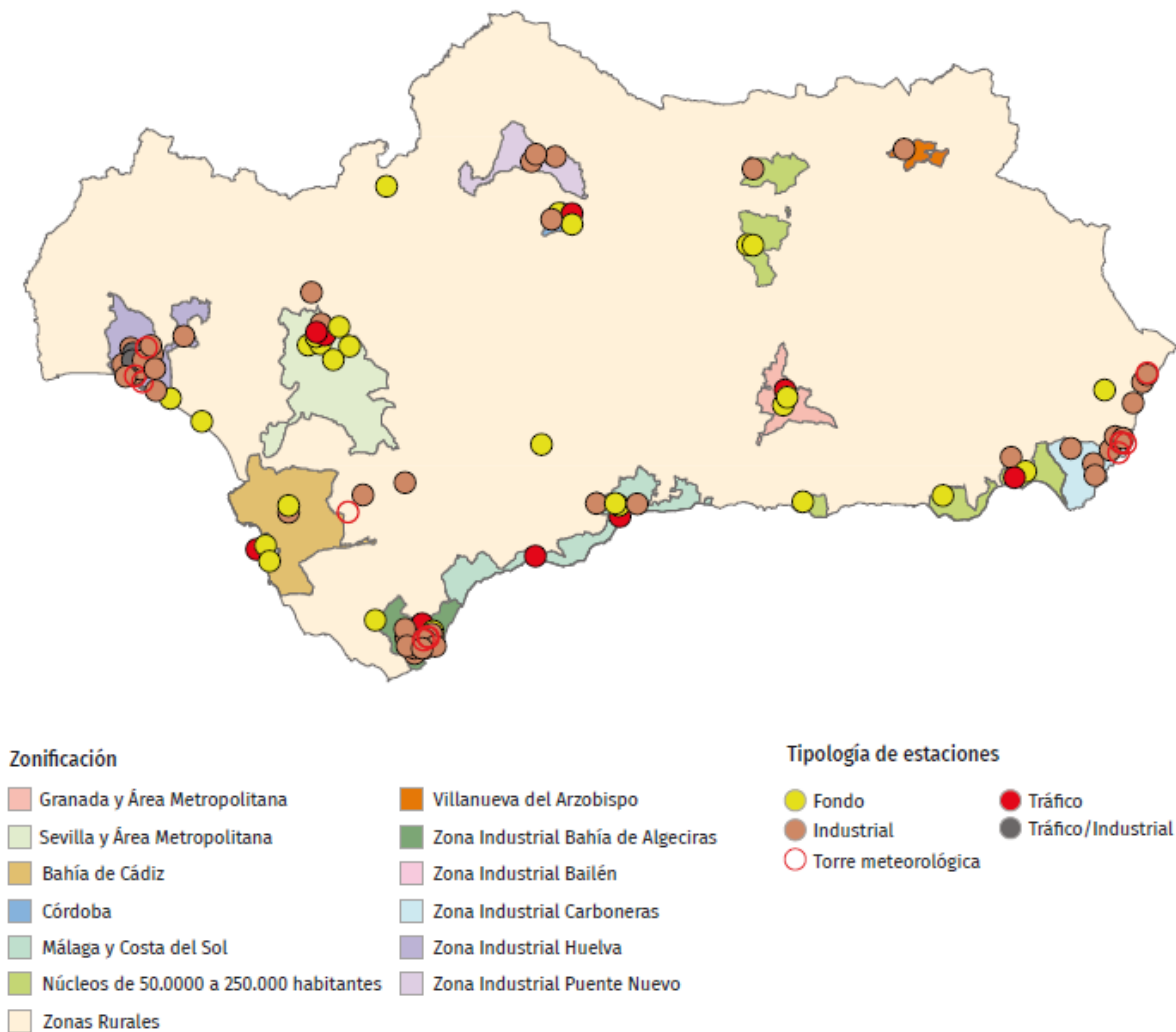 Zonificación
Granada y Área Metropolitana
Sevilla y Área Metropolitana
Bahía de Cádiz
Córdoba
Málaga y Costa del Sol
Núcleos de 50.0000 a 250.000 habitantes
Zonas Rurales
Villanueva del Arzobispo
Zona Industrial Bahía de Algeciras
Zona Industrial Bailén
Zona Industrial Carboneras
Zona Industrial Huelva
Zona Industrial Puente Nuevo
Tipología de estaciones
Fondo
Industrial
Torre meteorológica
Tráfico
Tráfico/Industrial